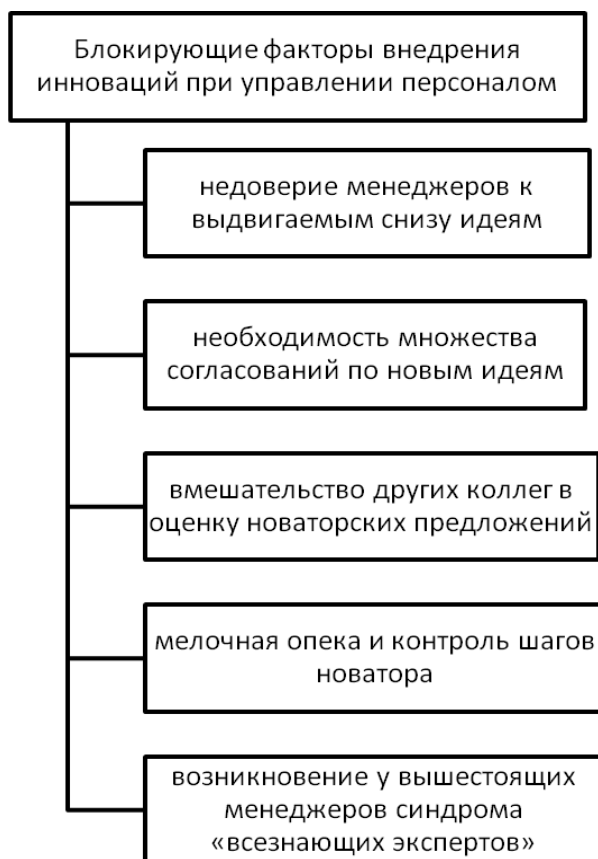 Блокирующие факторы внедрения
инноваций при управлении персоналом
недоверие менеджеров к
выдвигаемым снизу идеям
необходимость множества
согласований по новым идеям
вмешательство других коллег в
оценку новаторских предложений
мелочная опека и контроль шагов
новатора
возникновение у вышестоящих
менеджеров синдрома
«всезнающих экспертов»